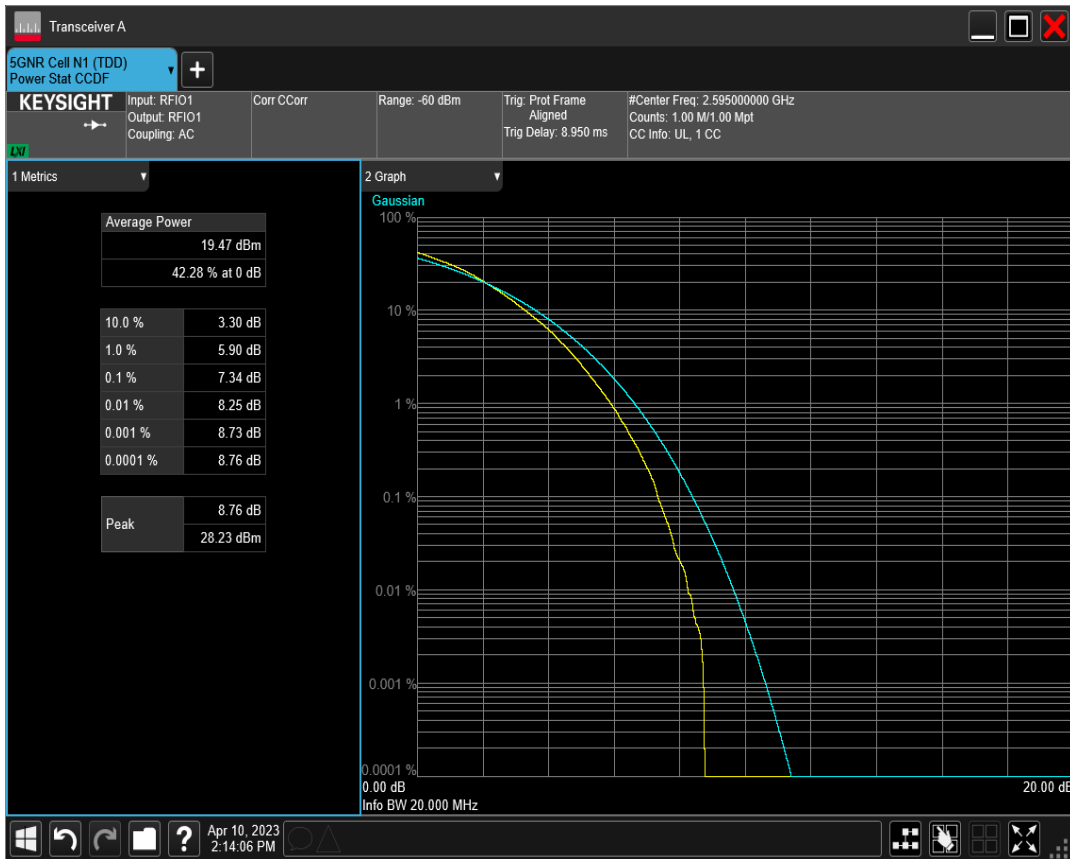 Transceiver A
5GNR Cell N1 (TDD)
Power Stat CCDF
+
KEYSIGHT
LXI
Input: RFIO1
Output: RFIO1
Coupling: AC
Corr CCorr
Range: -60 dBm
Trig: Prot Frame
Aligned
Trig Delay: 8.950 ms
#Center Freq: 2.595000000 GHz
Counts: 1.00 M/1.00 Mpt
CC Info: UL, 1 CC
1 Metrics
Average Power
19.47 dBm
42.28 % at 0 dB
10.0 % 3.30 dB
1.0 % 5.90 dB
0.1 % 7.34 dB
0.01 % 8.25 dB
0.001 % 8.73 dB
0.0001 % 8.76 dB
Peak 8.76 dB
28.23 dBm
2 Graph
Gaussian
100 %
10 %
1 %
0.1 %
0.01 %
0.001 %
0.0001 %
0.00 dB 20.00 dB
Info BW 20.000 MHz
?
Apr 10, 2023
2:14:06 PM